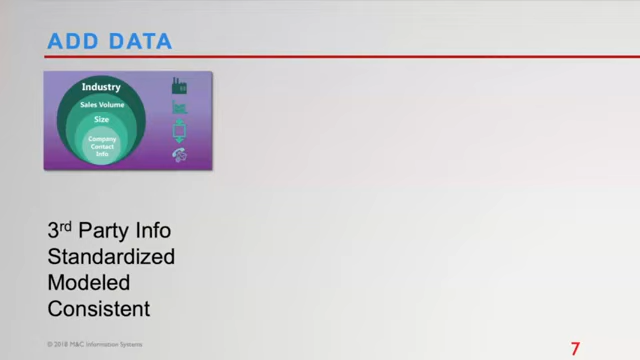 ADD DATA
Industry
Sales Volume
Size
Company
Contact
Info
3rd Party Info
Standardized
Modeled
Consistent
© 2018 M&C Information Systems
7